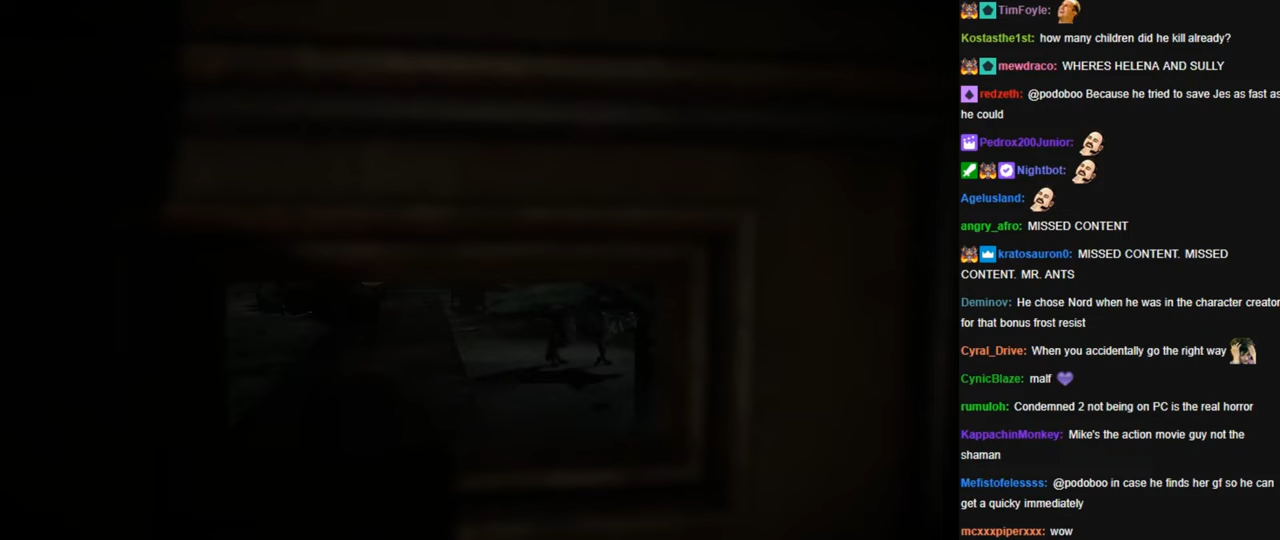 TimFoyle:
Kostasthe1st: how many children did he kill already?
mewdraco: WHERES HELENA AND SULLY
redzeth: @podoboo Because he tried to save Jes as fast as
he could
Pedrox200Junior:
Nightbot:
Agelusland:
angry_afro: MISSED CONTENT
kratosauron0: MISSED CONTENT. MISSED
CONTENT. MR. ANTS
Deminov: He chose Nord when he was in the character creator
for that bonus frost resist
Cyral_Drive: When you accidentally go the right way
CynicBlaze: malf
rumuloh: Condemned 2 not being on PC is the real horror
KappachinMonkey: Mike's the action movie guy not the
shaman
Mefistofelessss: @podoboo in case he finds her gf so he can
get a quicky immediately
mcxxxpiperxxx: wow